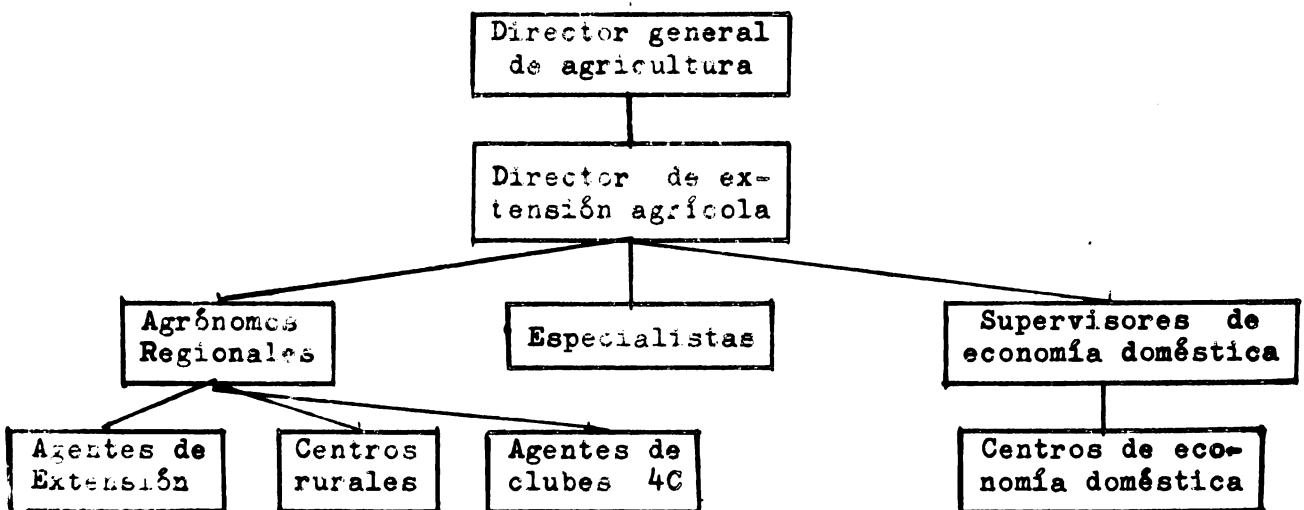 Director general
de agricultura
Director de ex-
tensión agrícola
Agrónomos
Regionales
Especialistas
Supervisores de
economía doméstica
Agentes de
Extensión
Centros
rurales
Agentes de
clubes 4C
Centros de eco-
nomía doméstica